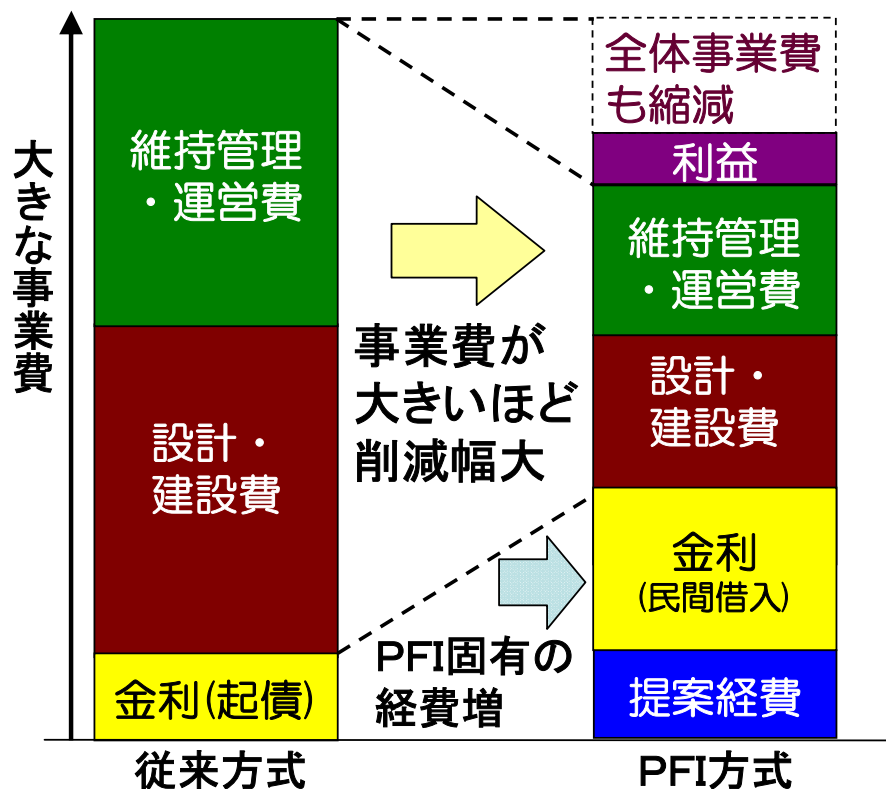 大きな事業費
維持管理
・運営費
設計・
建設費
金利(起債)
従来方式
事業費が
大きいほど
削減幅大
PFI固有の
経費増
全体事業費
も縮減
利益
維持管理
・運営費
設計・
建設費
金利
(民間借入)
提案経費
PFI方式